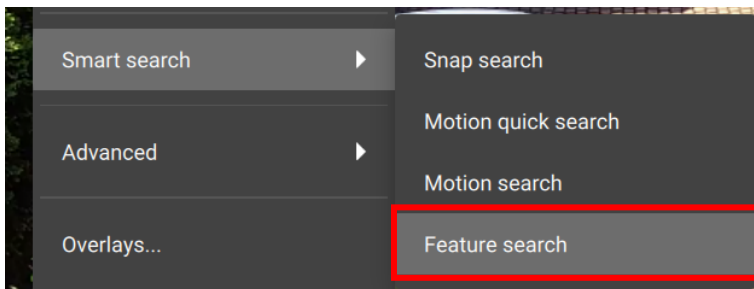 Smart search
Advanced
Overlays...
Snap search
Motion quick search
Motion search
Feature search